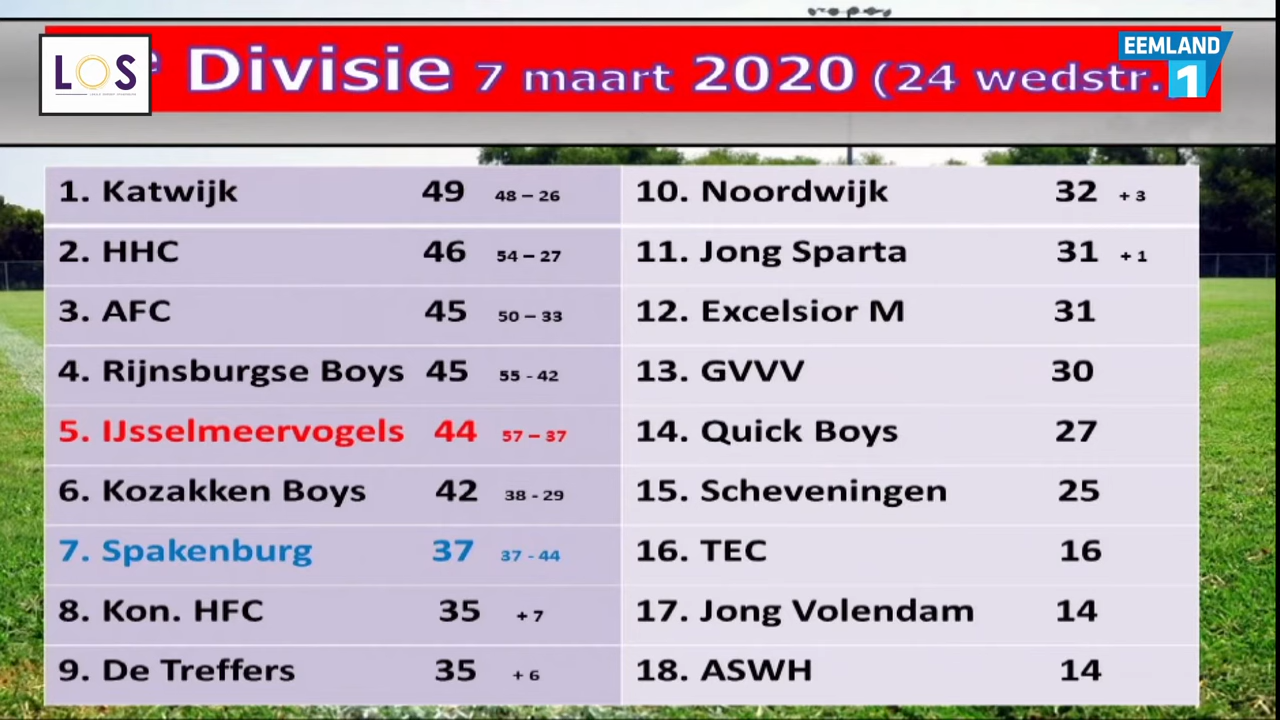 LOS
EEMLAND
1
e Divisie 7 maart 2020 (24 wedstr.
1. Katwijk 49 48 – 26
2. HHC 46 54 – 27
3. AFC 45 50 – 33
4. Rijnsburgse Boys 45 55 - 42
5. IJsselmeervogels 44 57 – 37
6. Kozakken Boys 42 38 - 29
7. Spakenburg 37 37 - 44
8. Kon. HFC 35 + 7
9. De Treffers 35 + 6
10. Noordwijk 32 + 3
11. Jong Sparta 31 + 1
12. Excelsior M 31
13. GVVV 30
14. Quick Boys 27
15. Scheveningen 25
16. TEC 16
17. Jong Volendam 14
18. ASWH 14